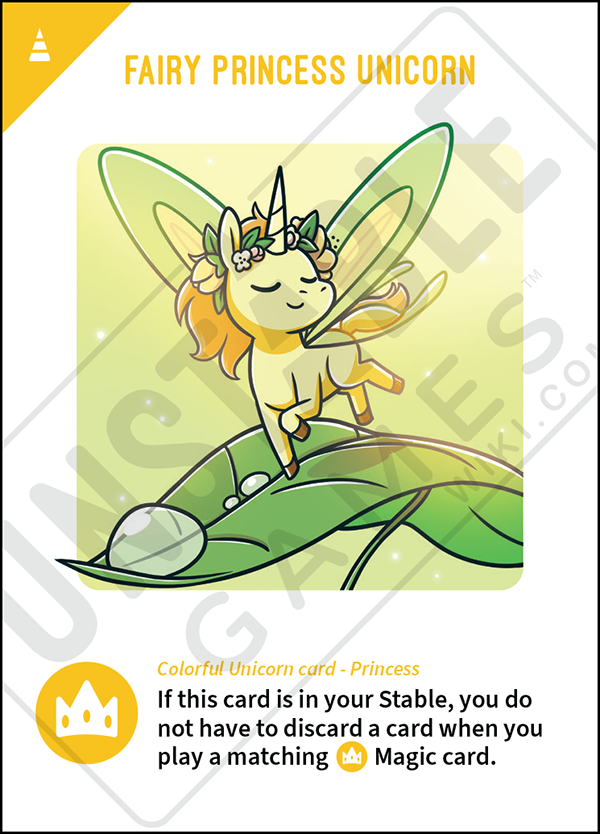 FAIRY PRINCESS UNICORN
UNSTABLE
GAMES™
WIKI.COM
Colorful Unicorn card - Princess
If this card is in your Stable, you do
not have to discard a card when you
play a matching Magic card.